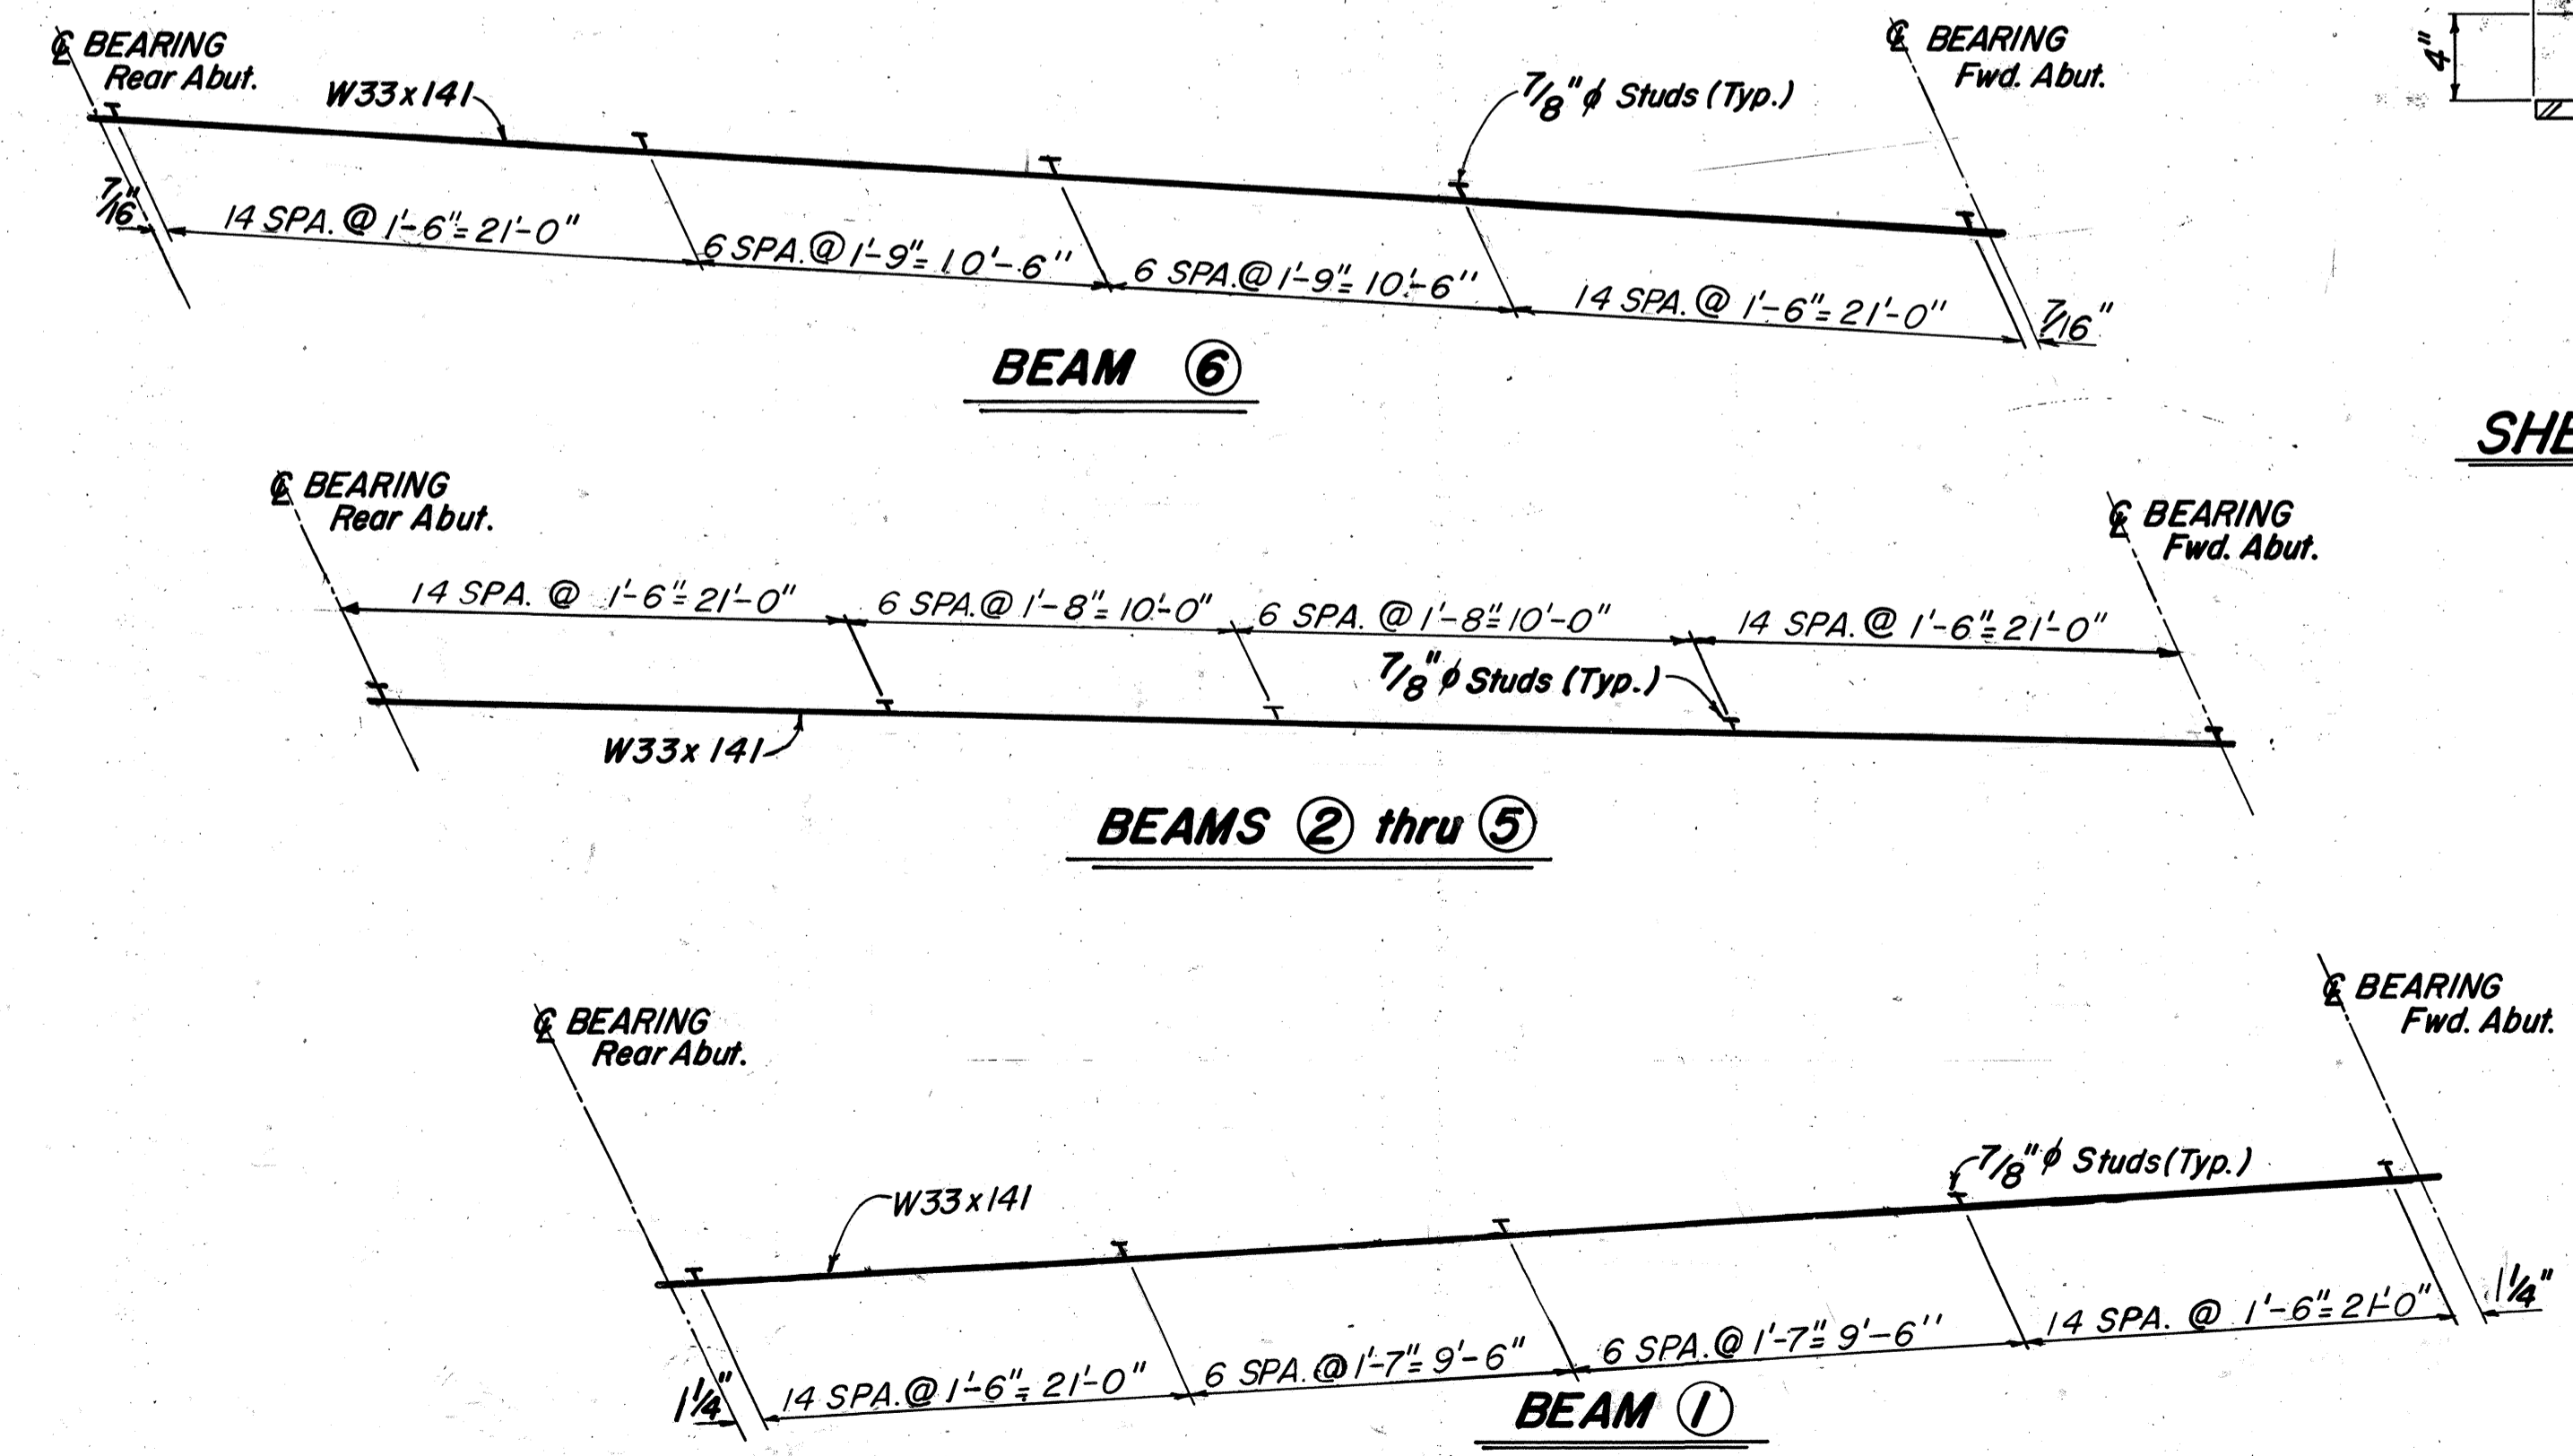 ℄ BEARING
Rear Abut.
W33x141
7/8"ϕ Studs (Typ.)
℄ BEARING
Fwd. Abut.
4"
7/16"
14 SPA. @ 1'-6"= 21'-0"
6 SPA. @ 1'-9"= 10'-6"
6 SPA. @ 1'-9"= 10'-6"
14 SPA. @ 1'-6"= 21'-0"
7/16"
BEAM 6
SHE
℄ BEARING
Rear Abut.
℄ BEARING
Fwd. Abut.
14 SPA. @ 1'-6"= 21'-0"
6 SPA. @ 1'-8"= 10'-0"
6 SPA. @ 1'-8"= 10'-0"
14 SPA. @ 1'-6"= 21'-0"
7/8"ϕ Studs (Typ.)
W33x141
BEAMS 2 thru 5
℄ BEARING
Rear Abut.
℄ BEARING
Fwd. Abut.
W33x141
7/8"ϕ Studs (Typ.)
1 1/4"
14 SPA. @ 1'-6"= 21'-0"
6 SPA. @ 1'-7"= 9'-6"
6 SPA. @ 1'-7"= 9'-6"
14 SPA. @ 1'-6"= 21'-0"
1 1/4"
BEAM 1